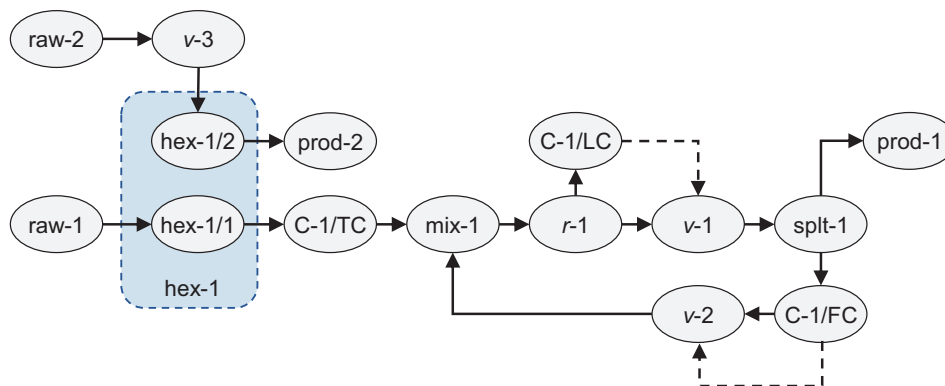 raw-2
v-3
hex-1/2
prod-2
C-1/LC
prod-1
raw-1
hex-1/1
C-1/TC
mix-1
r-1
v-1
splt-1
hex-1
v-2
C-1/FC